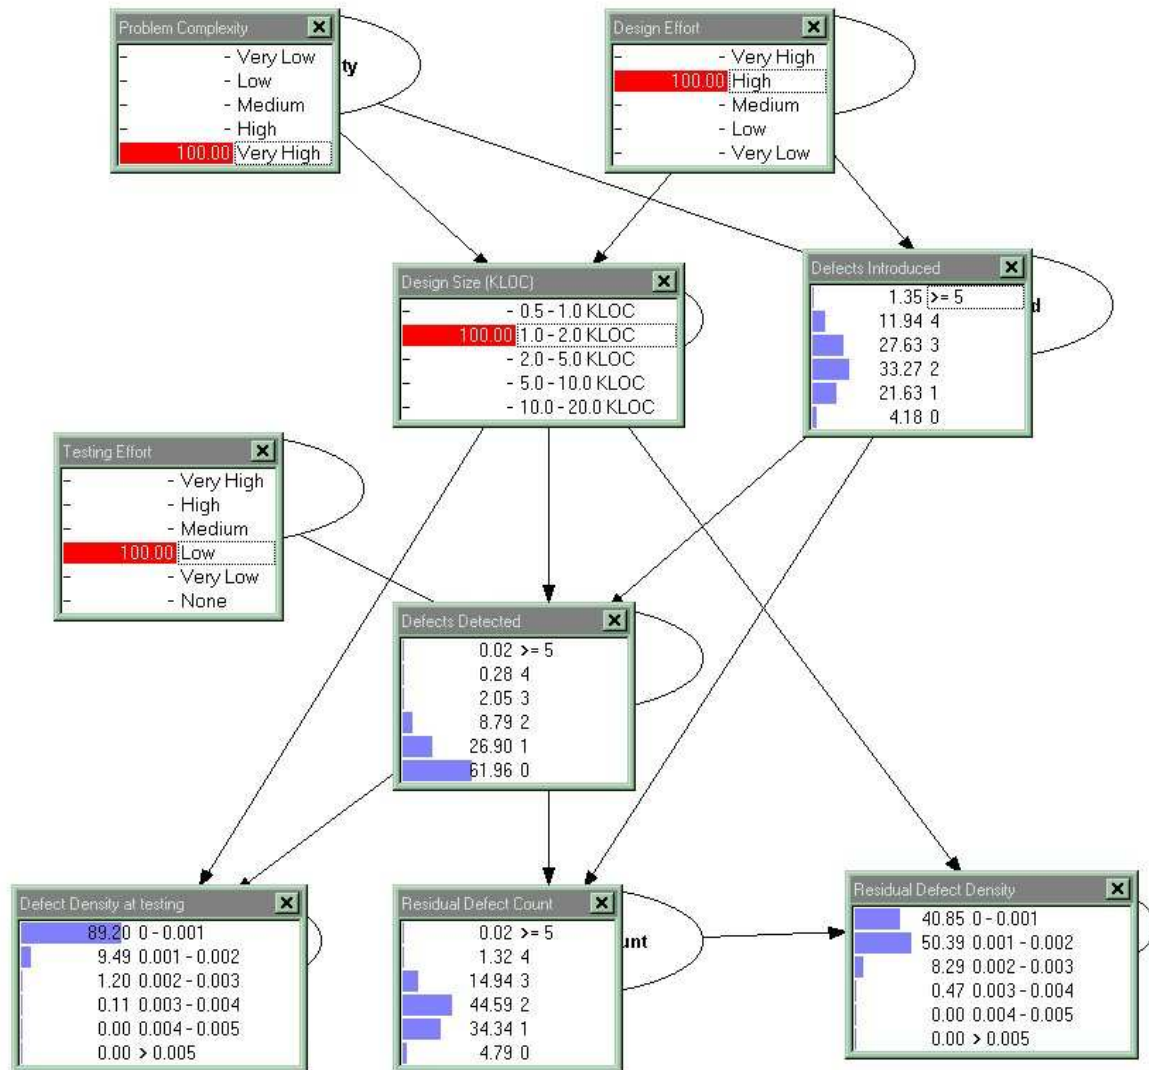 Problem Complexity
- - Very Low
- - Low
- - Medium
- - High
100.00 Very High
ty
Design Effort
- - Very High
100.00 High
- - Medium
- - Low
- - Very Low
Design Size (KLOC)
- - 0.5 - 1.0 KLOC
100.00 1.0 - 2.0 KLOC
- - 2.0 - 5.0 KLOC
- - 5.0 - 10.0 KLOC
- - 10.0 - 20.0 KLOC
Defects Introduced
1.35 >= 5
11.94 4
27.63 3
33.27 2
21.63 1
4.18 0
d
Testing Effort
- - Very High
- - High
- - Medium
100.00 Low
- - Very Low
- - None
Defects Detected
0.02 >= 5
0.28 4
2.05 3
8.79 2
26.90 1
61.96 0
Defect Density at testing
89.20 0 - 0.001
9.49 0.001 - 0.002
1.20 0.002 - 0.003
0.11 0.003 - 0.004
0.00 0.004 - 0.005
0.00 > 0.005
Residual Defect Count
0.02 >= 5
1.32 4
14.94 3
44.59 2
34.34 1
4.79 0
unt
Residual Defect Density
40.85 0 - 0.001
50.39 0.001 - 0.002
8.29 0.002 - 0.003
0.47 0.003 - 0.004
0.00 0.004 - 0.005
0.00 > 0.005